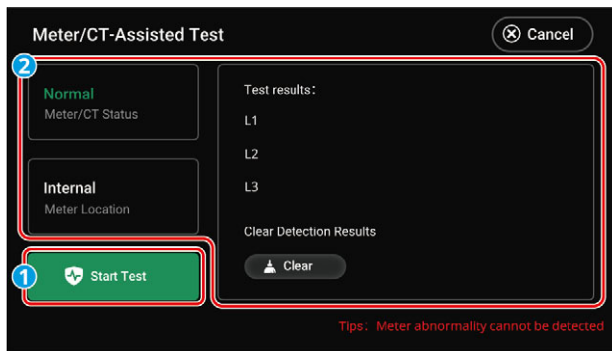 Meter/CT-Assisted Test
Cancel
2
Normal
Meter/CT Status
Internal
Meter Location
1
Start Test
Test results:
L1
L2
L3
Clear Detection Results
Clear
Tips: Meter abnormality cannot be detected